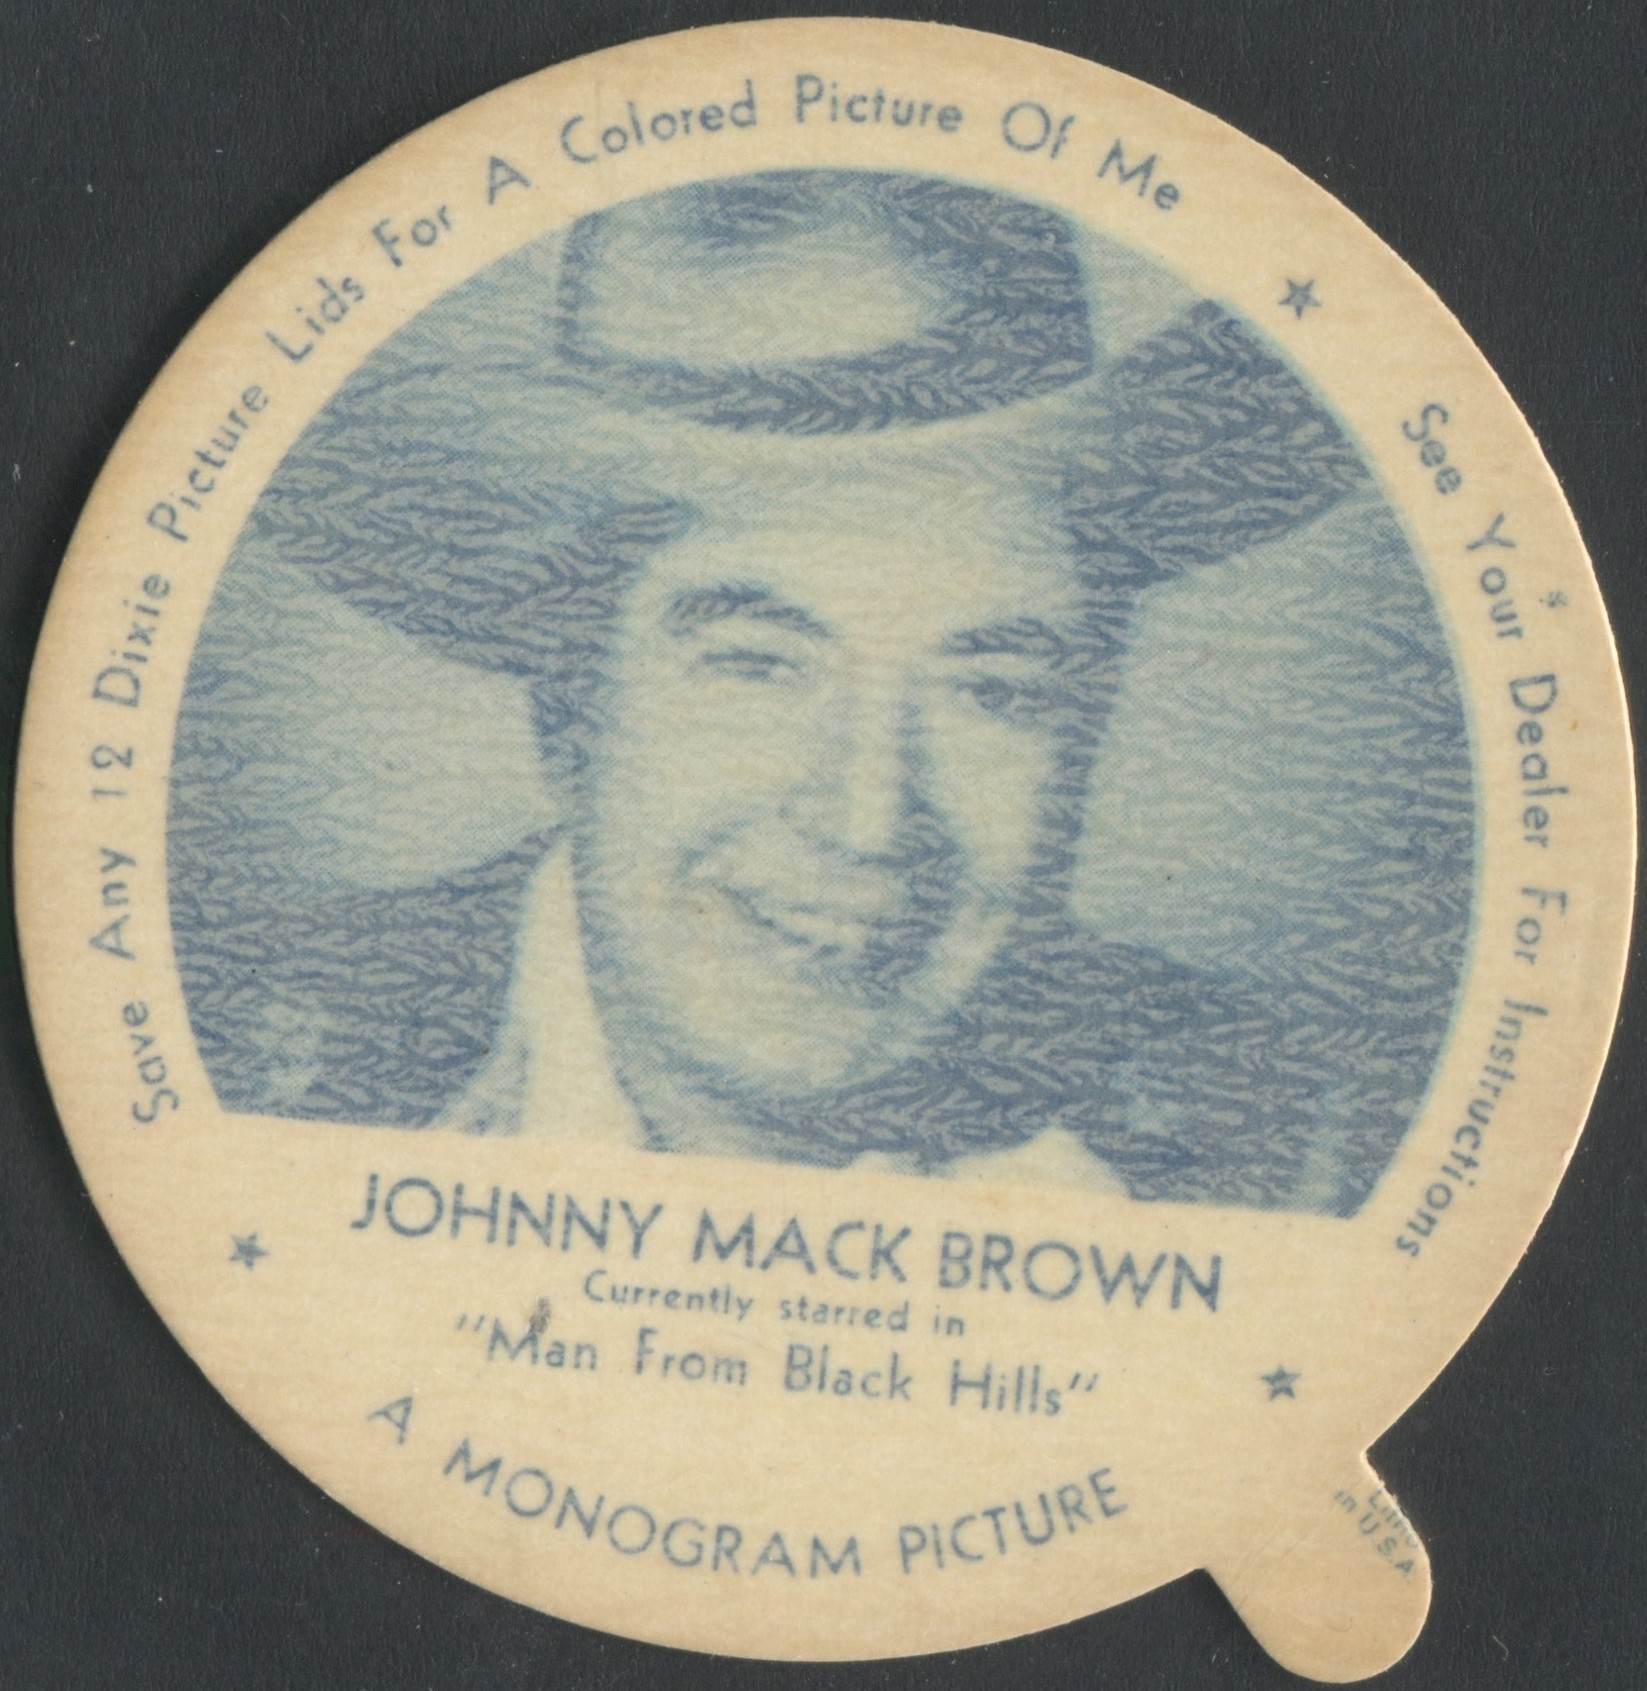 Save Any 12 Dixie Picture Lids For A Colored Picture Of Me
See Your Dealer For Instructions
JOHNNY MACK BROWN
Currently starred in
"Man From Black Hills"
A MONOGRAM PICTURE
in U.S.A.